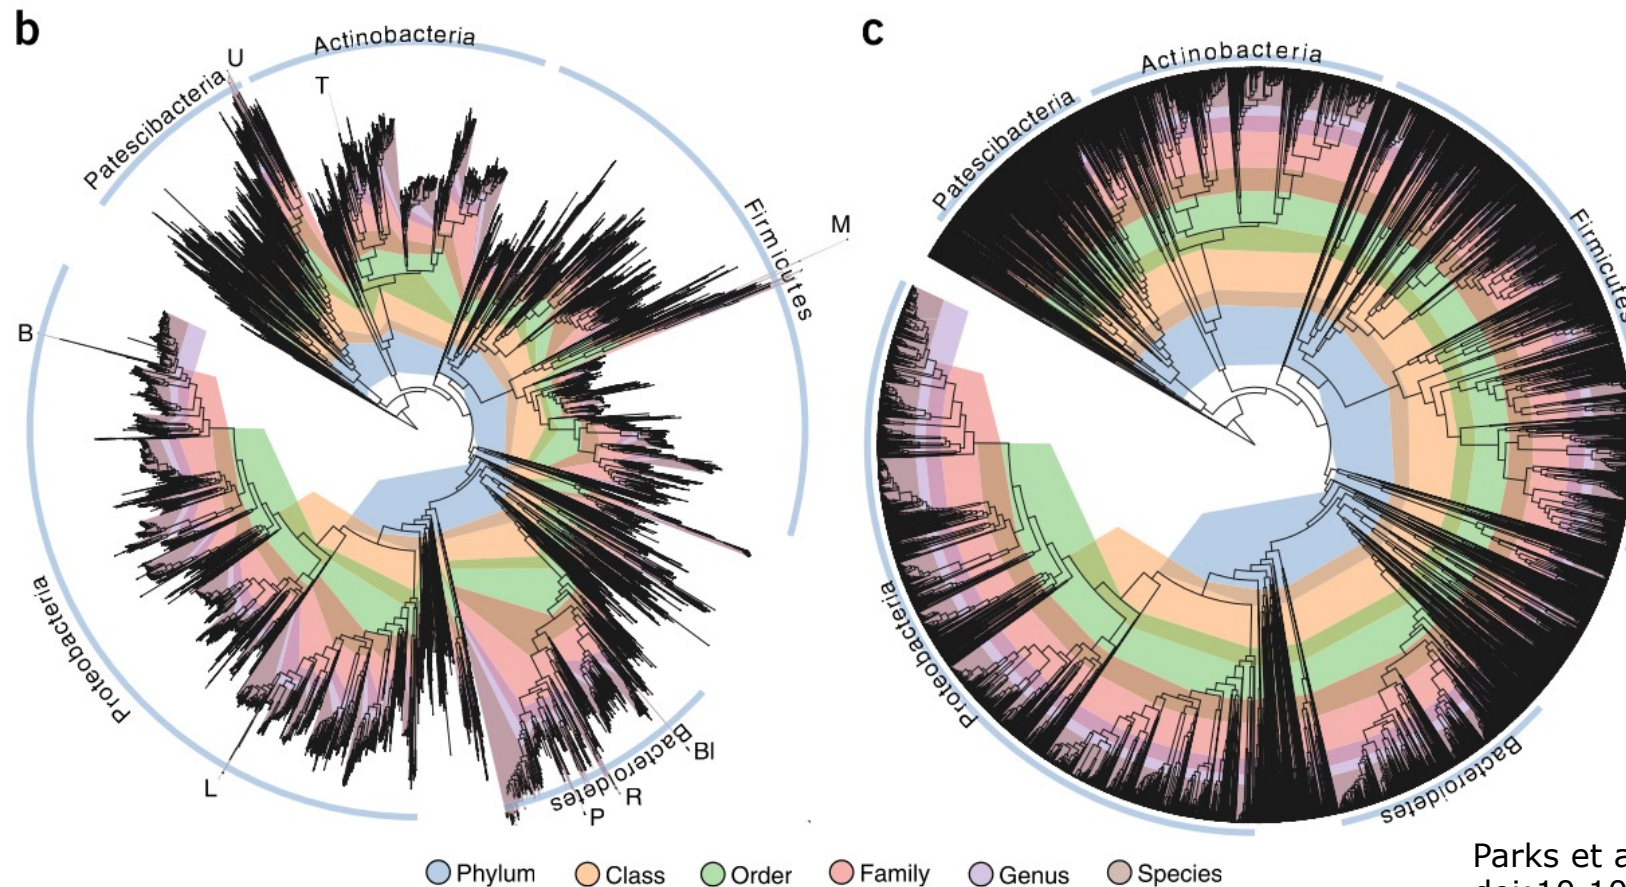 b
c
Actinobacteria
U
T
Patescibacteria
Firmicutes
M
B
Proteobacteria
L
Bacteroidetes
Bl
R
P
Actinobacteria
Patescibacteria
Firmicutes
Proteobacteria
Bacteroidetes
Phylum Class Order Family Genus Species
Parks et a